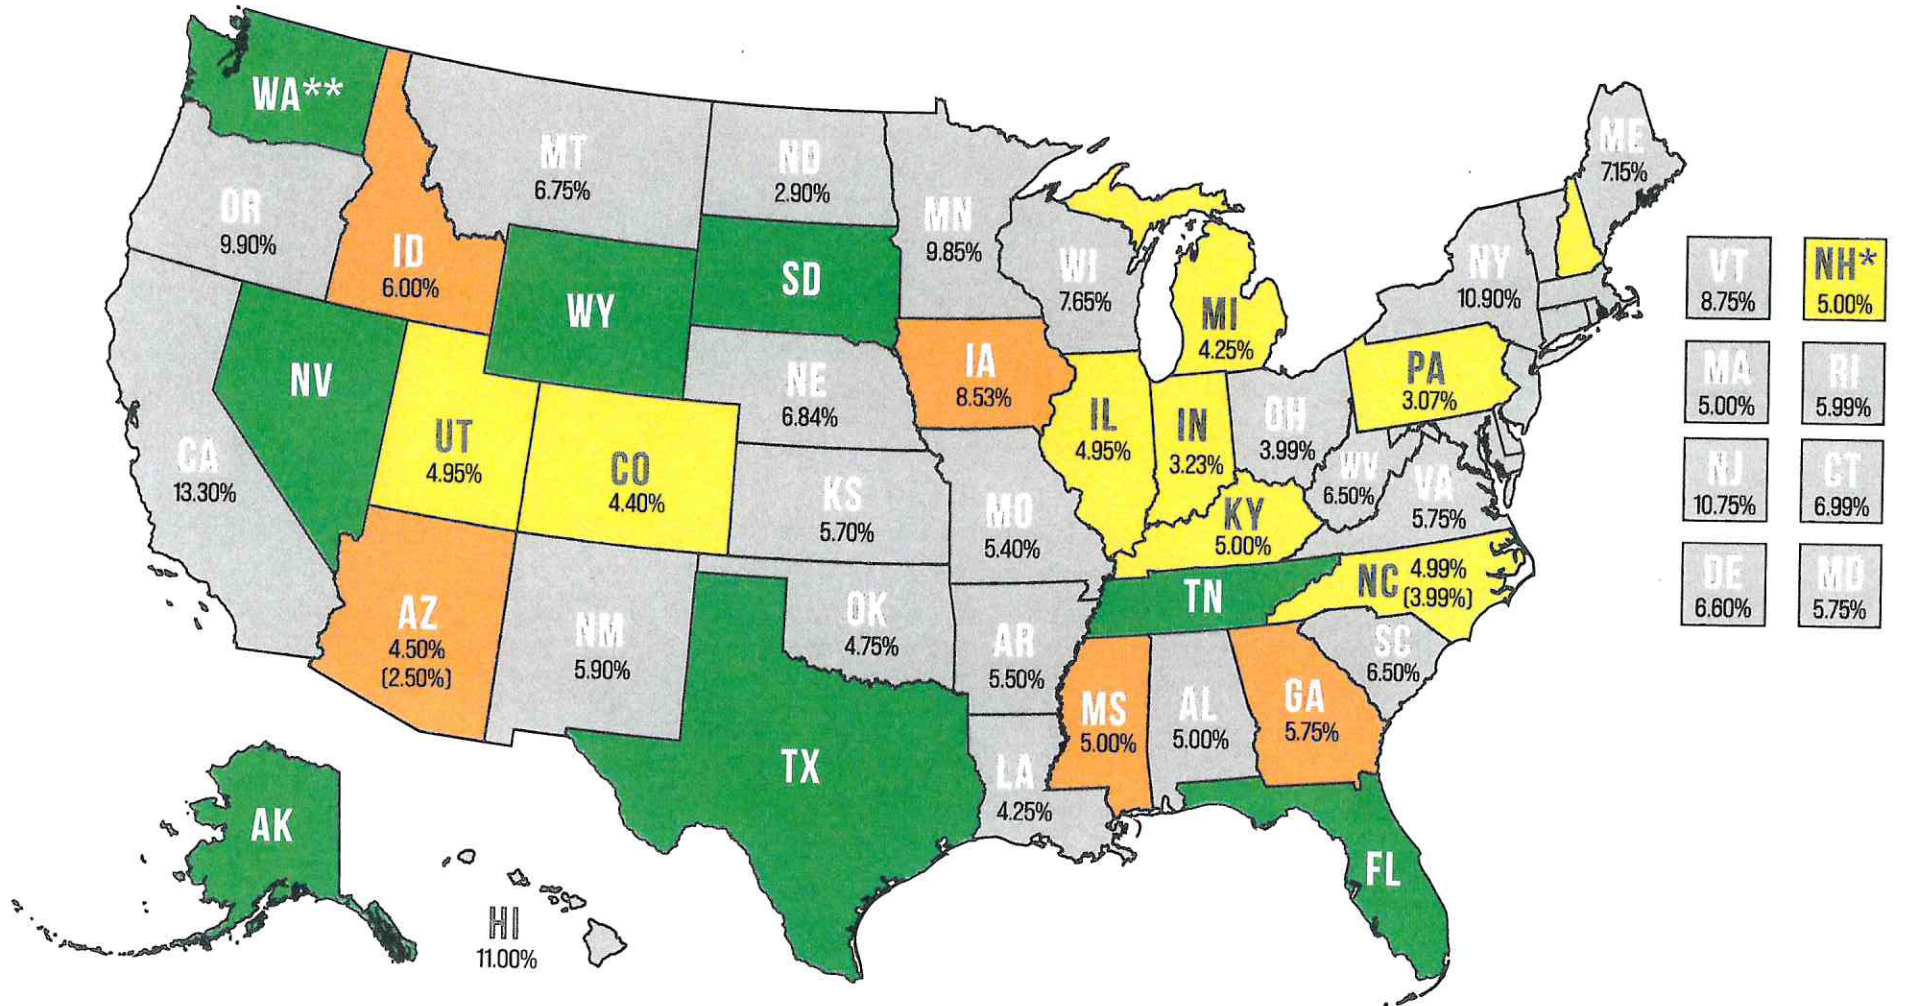 WA**
MT
6.75%
ND
2.90%
MN
9.85%
ME
7.15%
OR
9.90%
ID
6.00%
WY
SD
WI
7.65%
MI
4.25%
NY
10.90%
VT
8.75%
NH*
5.00%
NV
UT
4.95%
CO
4.40%
NE
6.84%
IA
8.53%
IL
4.95%
IN
3.23%
OH
3.99%
PA
3.07%
MA
5.00%
RI
5.99%
CA
13.30%
KS
5.70%
MO
5.40%
KY
5.00%
WV
6.50%
VA
5.75%
NJ
10.75%
CT
6.99%
AZ
4.50%
(2.50%)
NM
5.90%
OK
4.75%
AR
5.50%
TN
NC 4.99%
(3.99%)
SC
6.50%
DE
6.60%
MD
5.75%
TX
LA
4.25%
MS
5.00%
AL
5.00%
GA
5.75%
FL
AK
HI
11.00%